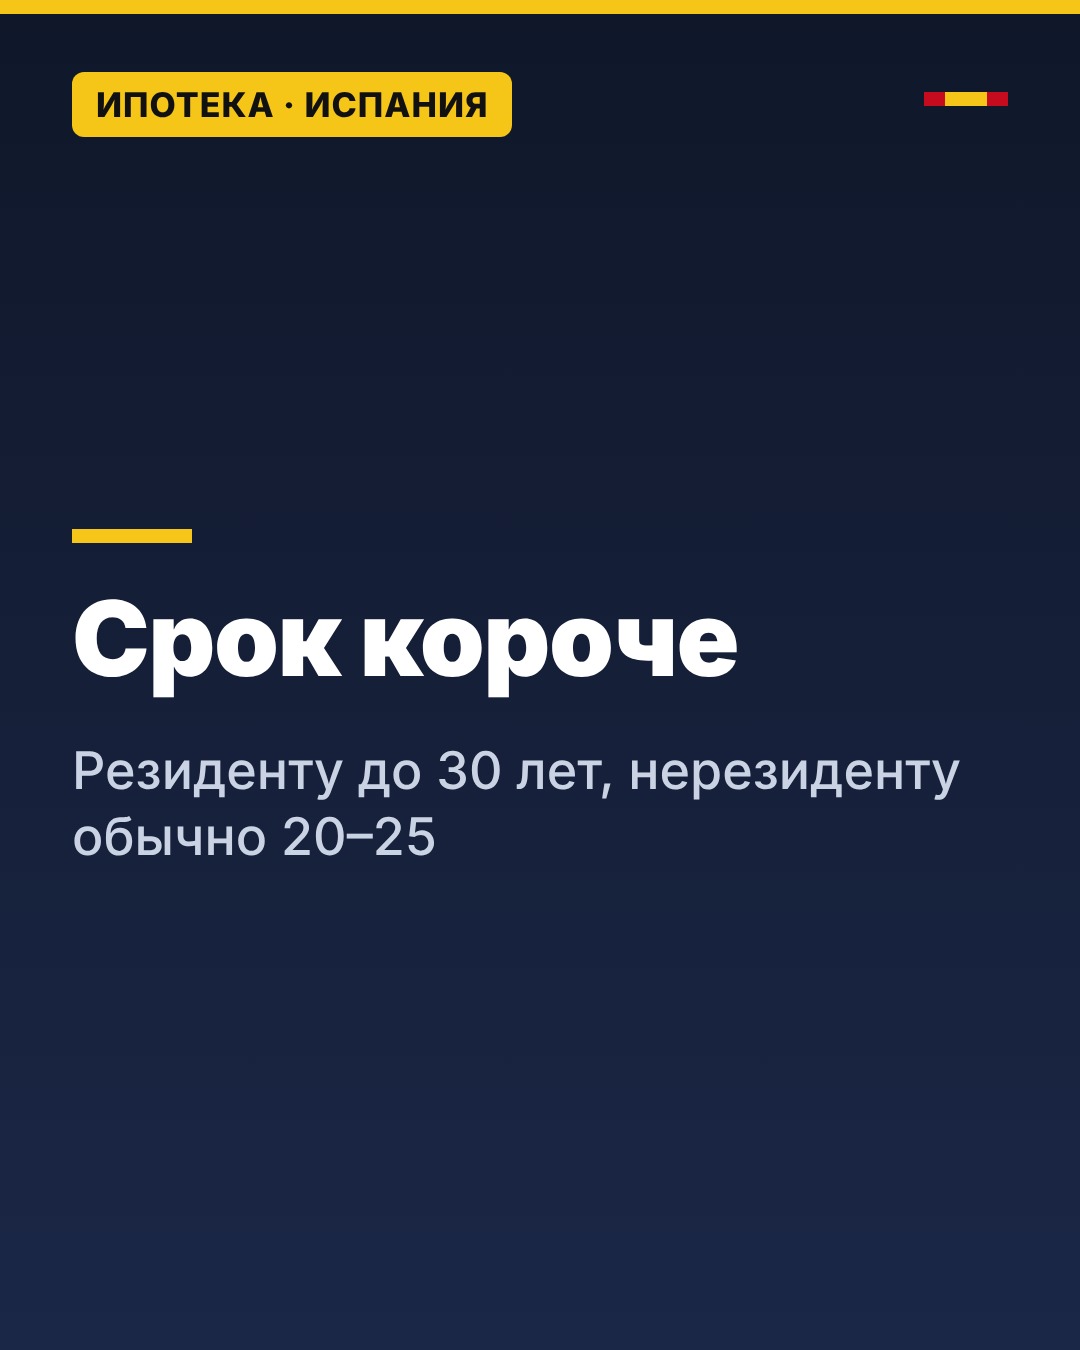 ИПОТЕКА · ИСПАНИЯ
Срок короче
Резиденту до 30 лет, нерезиденту
обычно 20–25